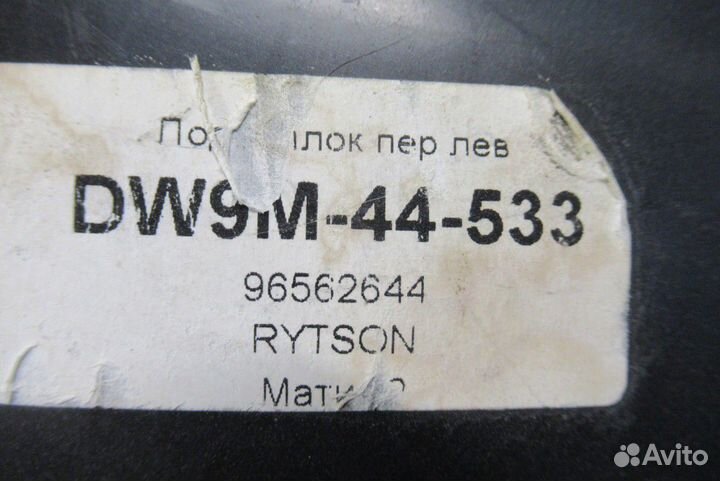 пер лев
DW9M-44-533
96562644
RYTSON
Avito